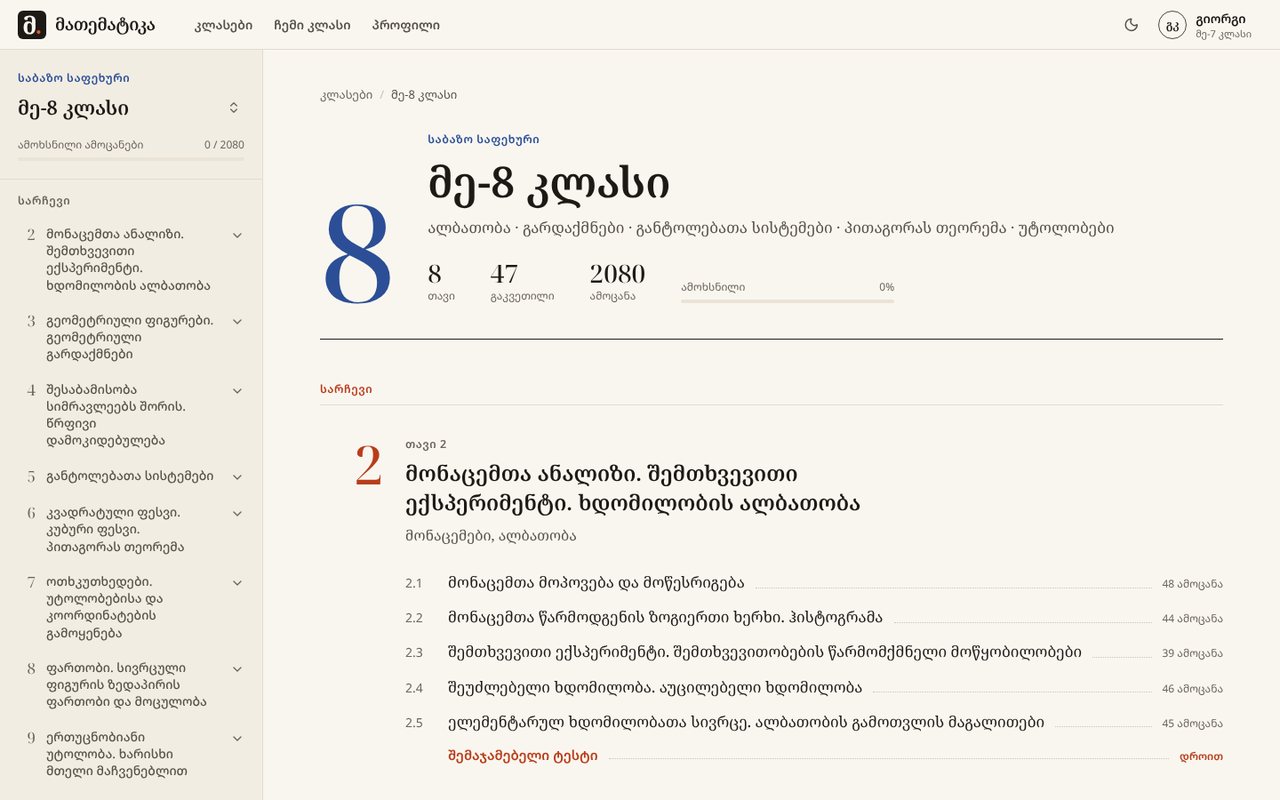 მ. მათემატიკა
კლასები ჩემი კლასი პროფილი
გკ გიორგი
მე-7 კლასი
საბაზო საფეხური
მე-8 კლასი
ამოხსნილი ამოცანები 0 / 2080
სარჩევი
2 მონაცემთა ანალიზი.
შემთხვევითი
ექსპერიმენტი.
ხდომილობის ალბათობა
3 გეომეტრიული ფიგურები.
გეომეტრიული
გარდაქმნები
4 შესაბამისობა
სიმრავლეებს შორის.
წრფივი
დამოკიდებულება
5 განტოლებათა სისტემები
6 კვადრატული ფესვი.
კუბური ფესვი.
პითაგორას თეორემა
7 ოთხკუთხედები.
უტოლობებისა და
კოორდინატების
გამოყენება
8 ფართობი. სივრცული
ფიგურის ზედაპირის
ფართობი და მოცულობა
9 ერთუცნობიანი
უტოლობა. ხარისხი
მთელი მაჩვენებლით
კლასები / მე-8 კლასი
საბაზო საფეხური
8
მე-8 კლასი
ალბათობა · გარდაქმნები · განტოლებათა სისტემები · პითაგორას თეორემა · უტოლობები
8 47 2080
თავი გაკვეთილი ამოცანა
ამოხსნილი 0%
სარჩევი
2 თავი 2
მონაცემთა ანალიზი. შემთხვევითი
ექსპერიმენტი. ხდომილობის ალბათობა
მონაცემები, ალბათობა
2.1 მონაცემთა მოპოვება და მოწესრიგება 48 ამოცანა
2.2 მონაცემთა წარმოდგენის ზოგიერთი ხერხი. ჰისტოგრამა 44 ამოცანა
2.3 შემთხვევითი ექსპერიმენტი. შემთხვევითობების წარმომქმნელი მოწყობილობები 39 ამოცანა
2.4 შეუძლებელი ხდომილობა. აუცილებელი ხდომილობა 46 ამოცანა
2.5 ელემენტარულ ხდომილობათა სივრცე. ალბათობის გამოთვლის მაგალითები 45 ამოცანა
შემაჯამებელი ტესტი დროით